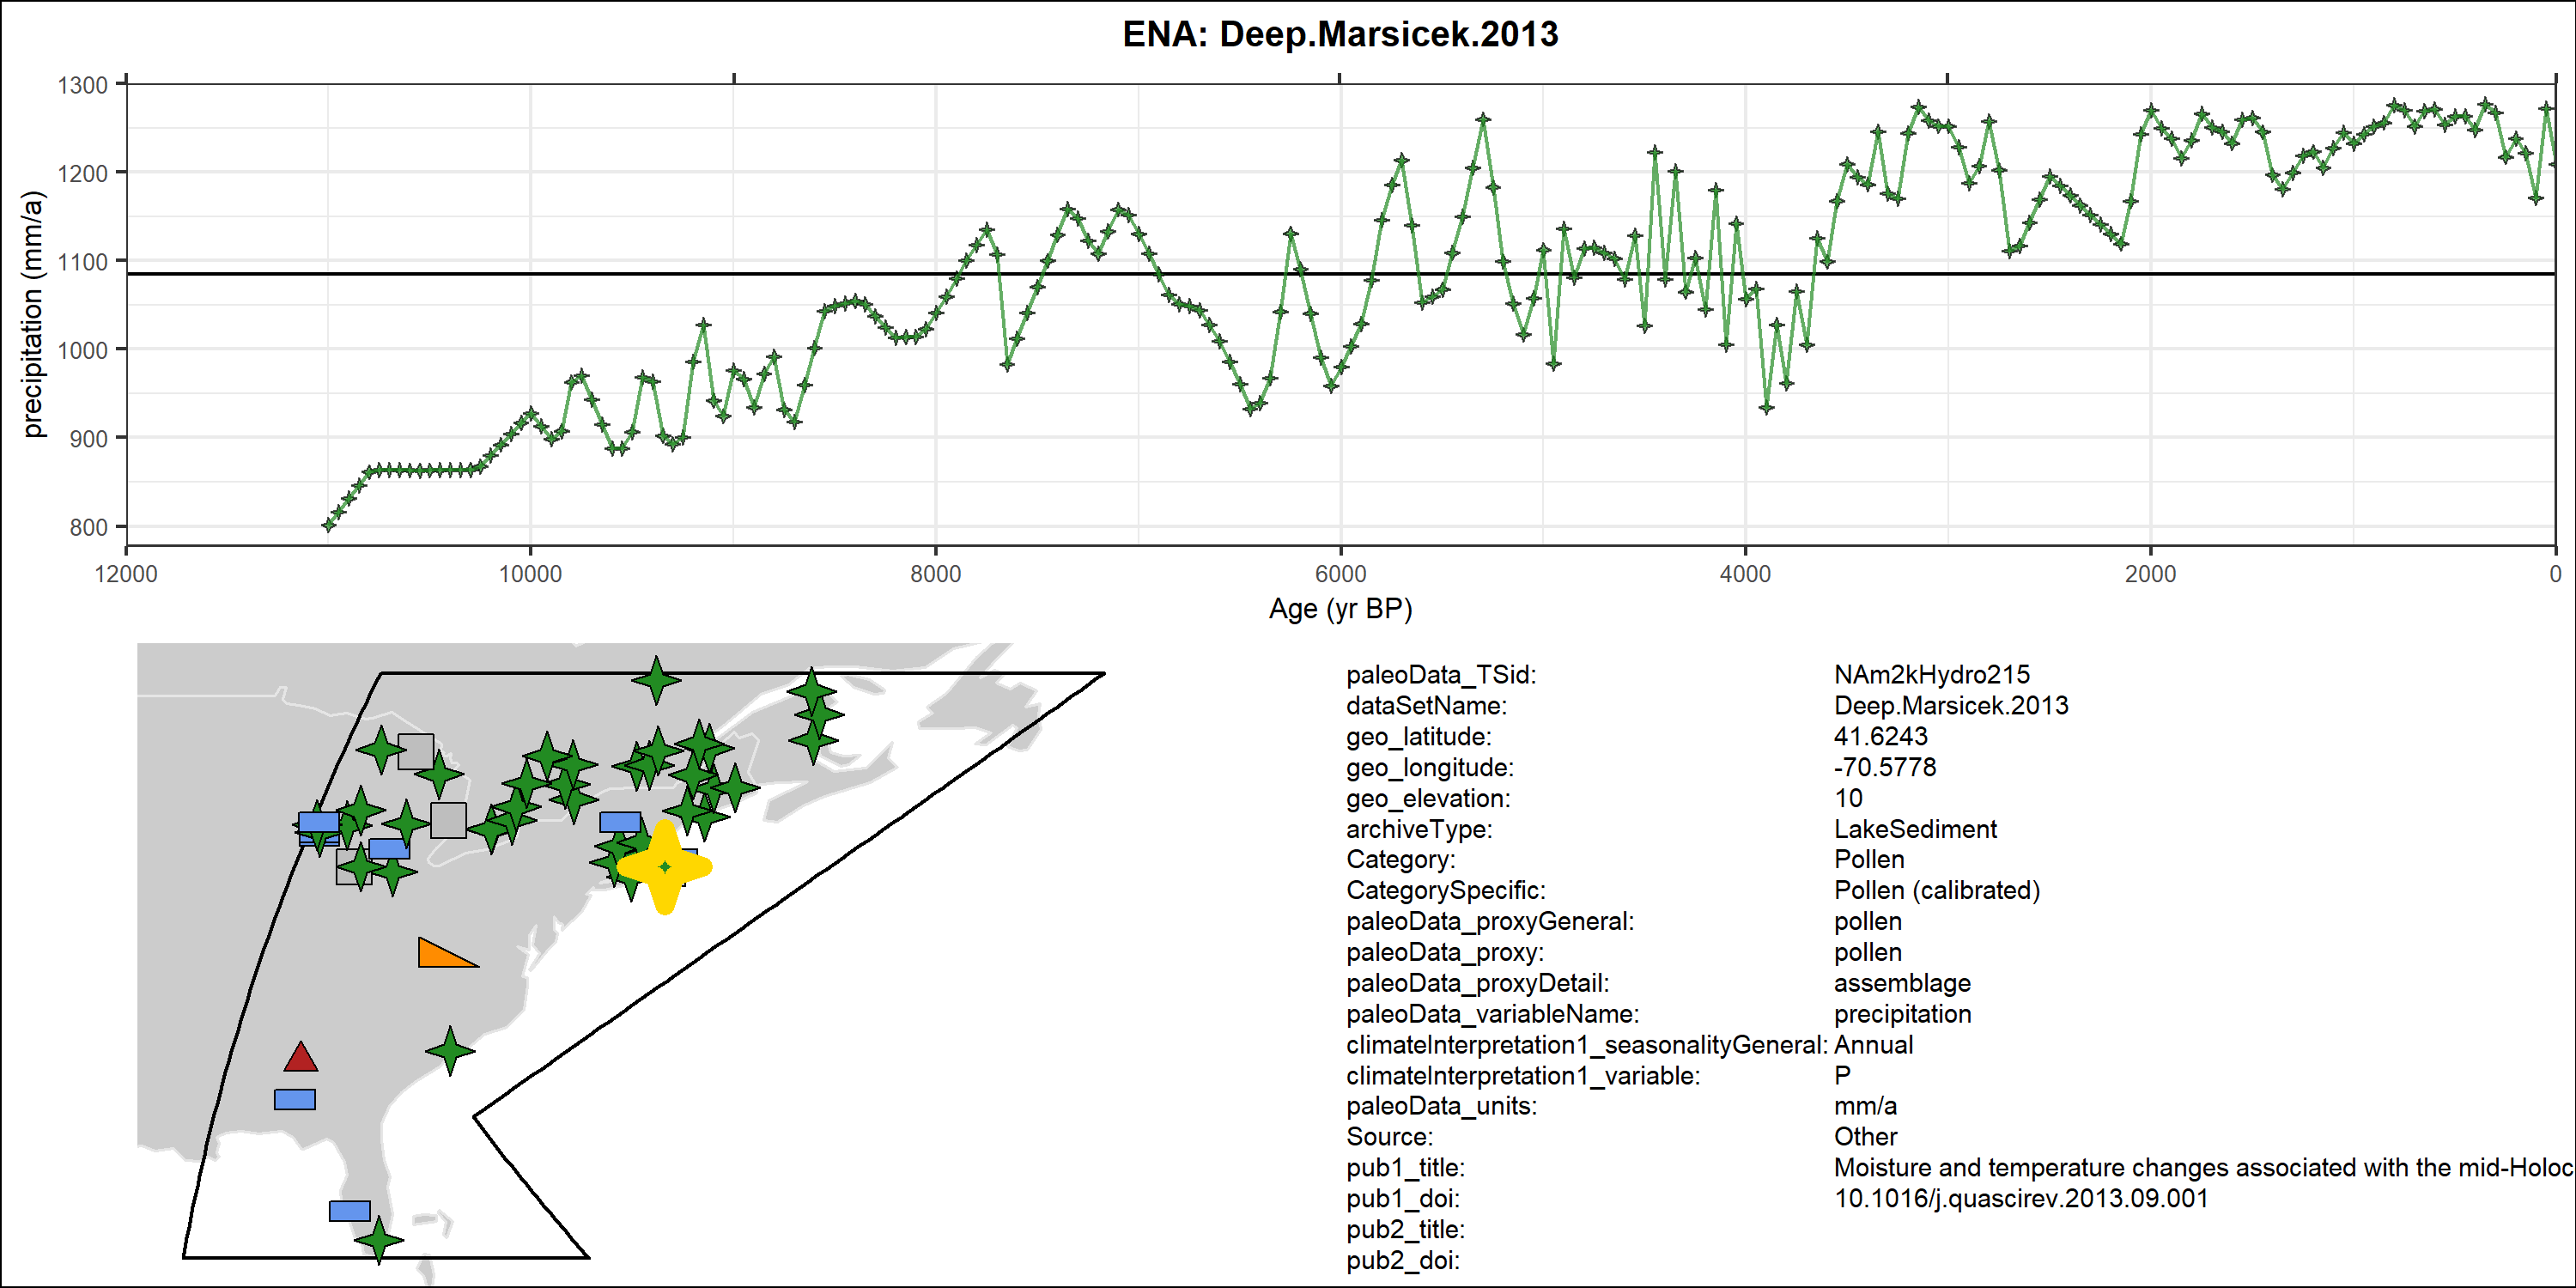 ENA: Deep.Marsicek.2013
precipitation (mm/a)
1300
1200
1100
1000
900
800
12000 10000 8000 6000 4000 2000 0
Age (yr BP)
paleoData_TSid: NAm2kHydro215
dataSetName: Deep.Marsicek.2013
geo_latitude: 41.6243
geo_longitude: -70.5778
geo_elevation: 10
archiveType: LakeSediment
Category: Pollen
CategorySpecific: Pollen (calibrated)
paleoData_proxyGeneral: pollen
paleoData_proxy: pollen
paleoData_proxyDetail: assemblage
paleoData_variableName: precipitation
climateInterpretation1_seasonalityGeneral: Annual
climateInterpretation1_variable: P
paleoData_units: mm/a
Source: Other
pub1_title: Moisture and temperature changes associated with the mid-Holoc
pub1_doi: 10.1016/j.quascirev.2013.09.001
pub2_title:
pub2_doi: